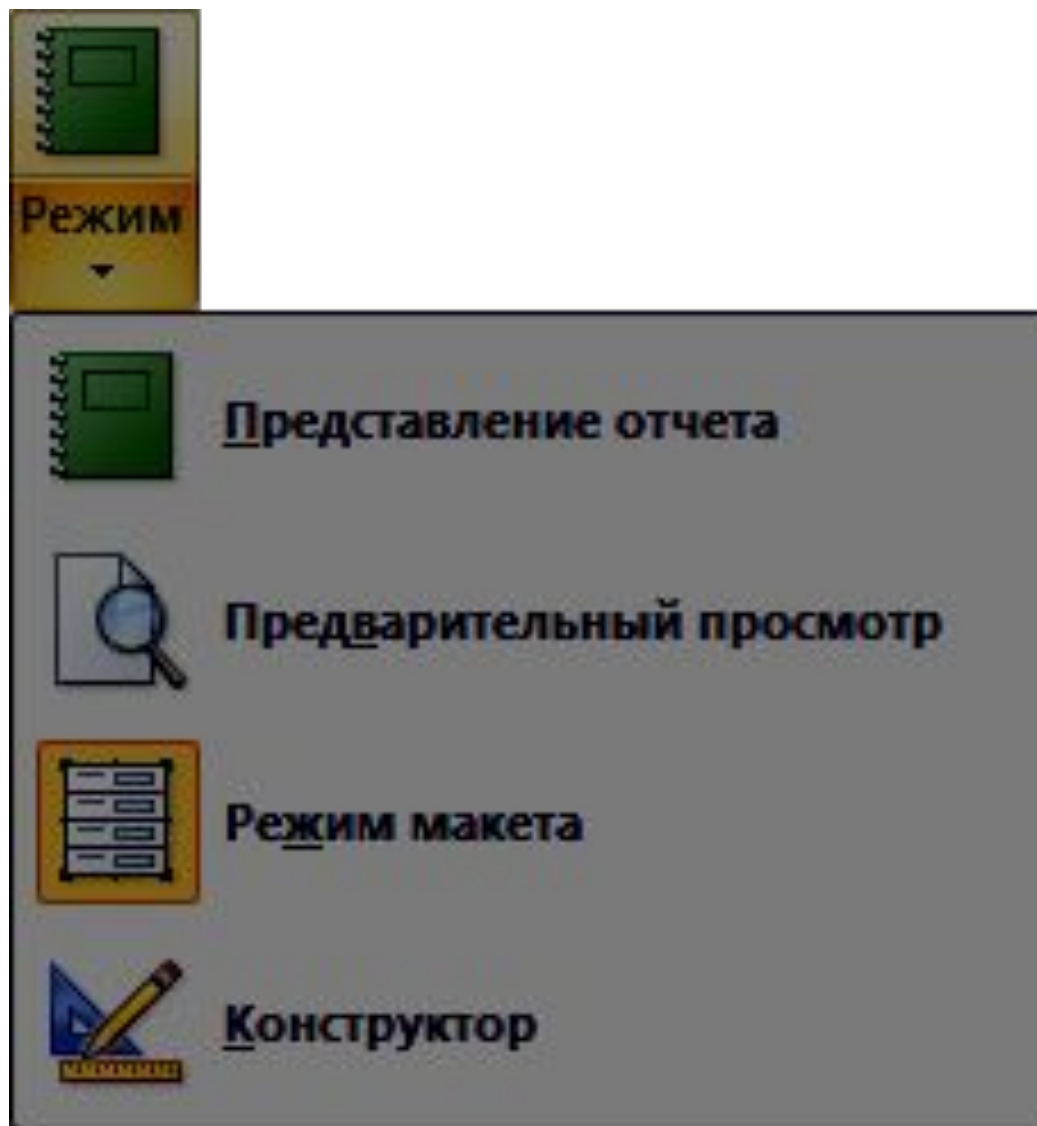 Режим
Представление отчета
Предварительный просмотр
Режим макета
Конструктор